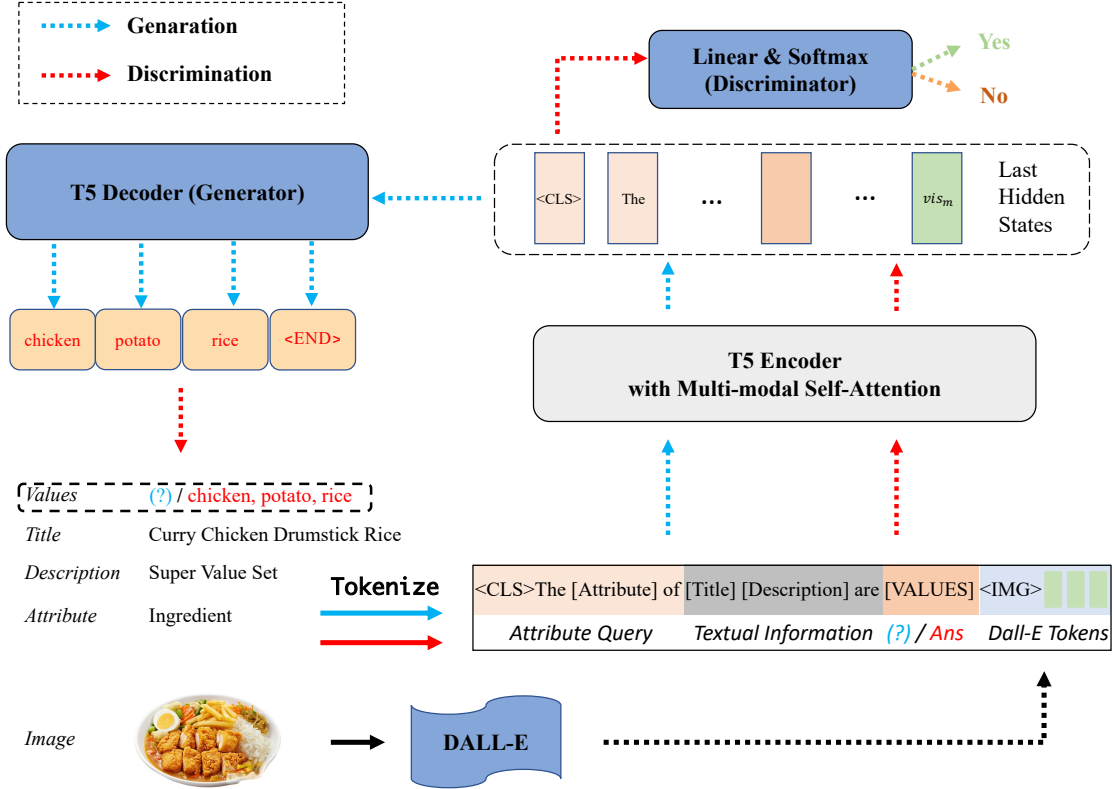 Genaration
Discrimination
Linear & Softmax
(Discriminator)
Yes
No
T5 Decoder (Generator)
<CLS>
The
...
...
vis_m
Last
Hidden
States
chicken
potato
rice
<END>
T5 Encoder
with Multi-modal Self-Attention
Values (?) / chicken, potato, rice
Title Curry Chicken Drumstick Rice
Description Super Value Set
Attribute Ingredient
Tokenize
<CLS>The [Attribute] of [Title] [Description] are [VALUES] <IMG>
Attribute Query Textual Information (?) / Ans Dall-E Tokens
Image
DALL-E